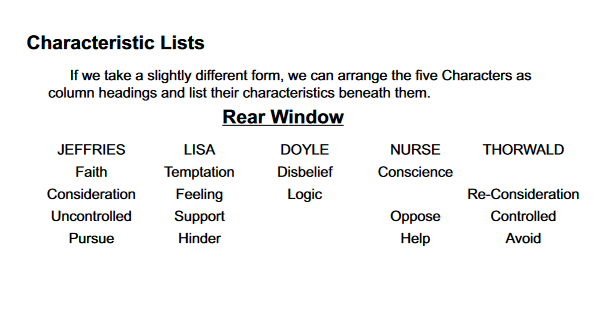 Characteristic Lists
If we take a slightly different form, we can arrange the five Characters as
column headings and list their characteristics beneath them.
Rear Window
JEFFRIES LISA DOYLE NURSE THORWALD
Faith Temptation Disbelief Conscience
Consideration Feeling Logic Re-Consideration
Uncontrolled Support Oppose Controlled
Pursue Hinder Help Avoid